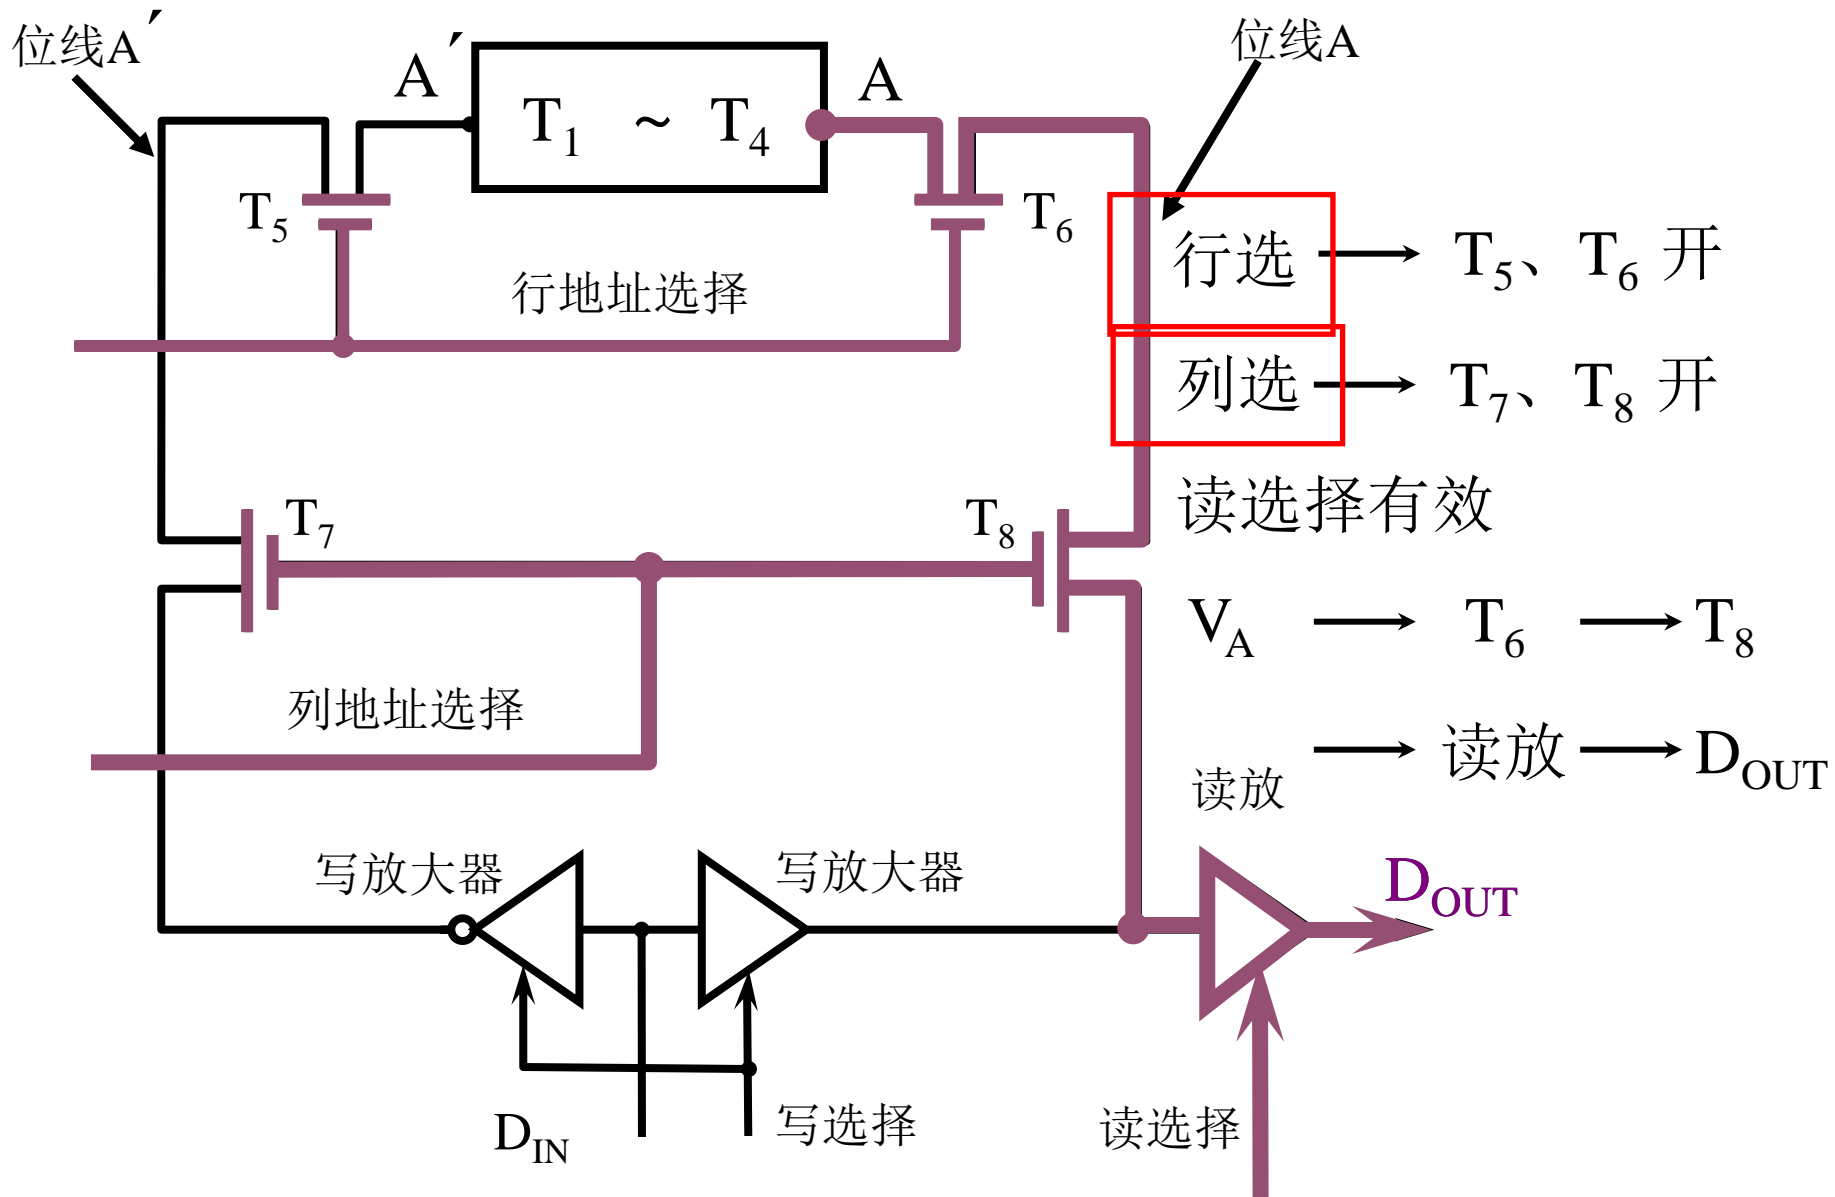 位线A′
A′
T1 ~ T4
A
位线A
T5
T6
行选 → T5、T6 开
行地址选择
列选 → T7、T8 开
T7
T8
读选择有效
VA → T6 → T8
列地址选择
→ 读放 → DOUT
读放
写放大器
写放大器
DOUT
DIN
写选择
读选择